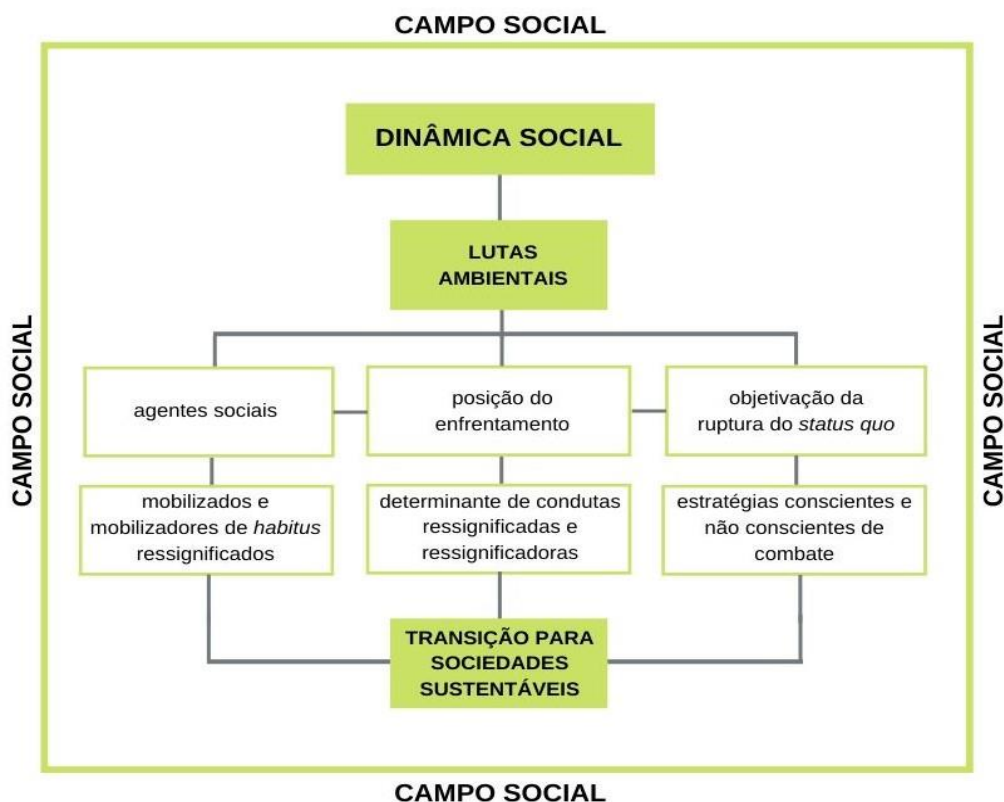 CAMPO SOCIAL
DINÂMICA SOCIAL
LUTAS
AMBIENTAIS
CAMPO SOCIAL
CAMPO SOCIAL
agentes sociais
posição do
enfrentamento
objetivação da
ruptura do status quo
mobilizados e
mobilizadores de habitus
ressignificados
determinante de condutas
ressignificadas e
ressignificadoras
estratégias conscientes e
não conscientes de
combate
TRANSIÇÃO PARA
SOCIEDADES
SUSTENTÁVEIS
CAMPO SOCIAL